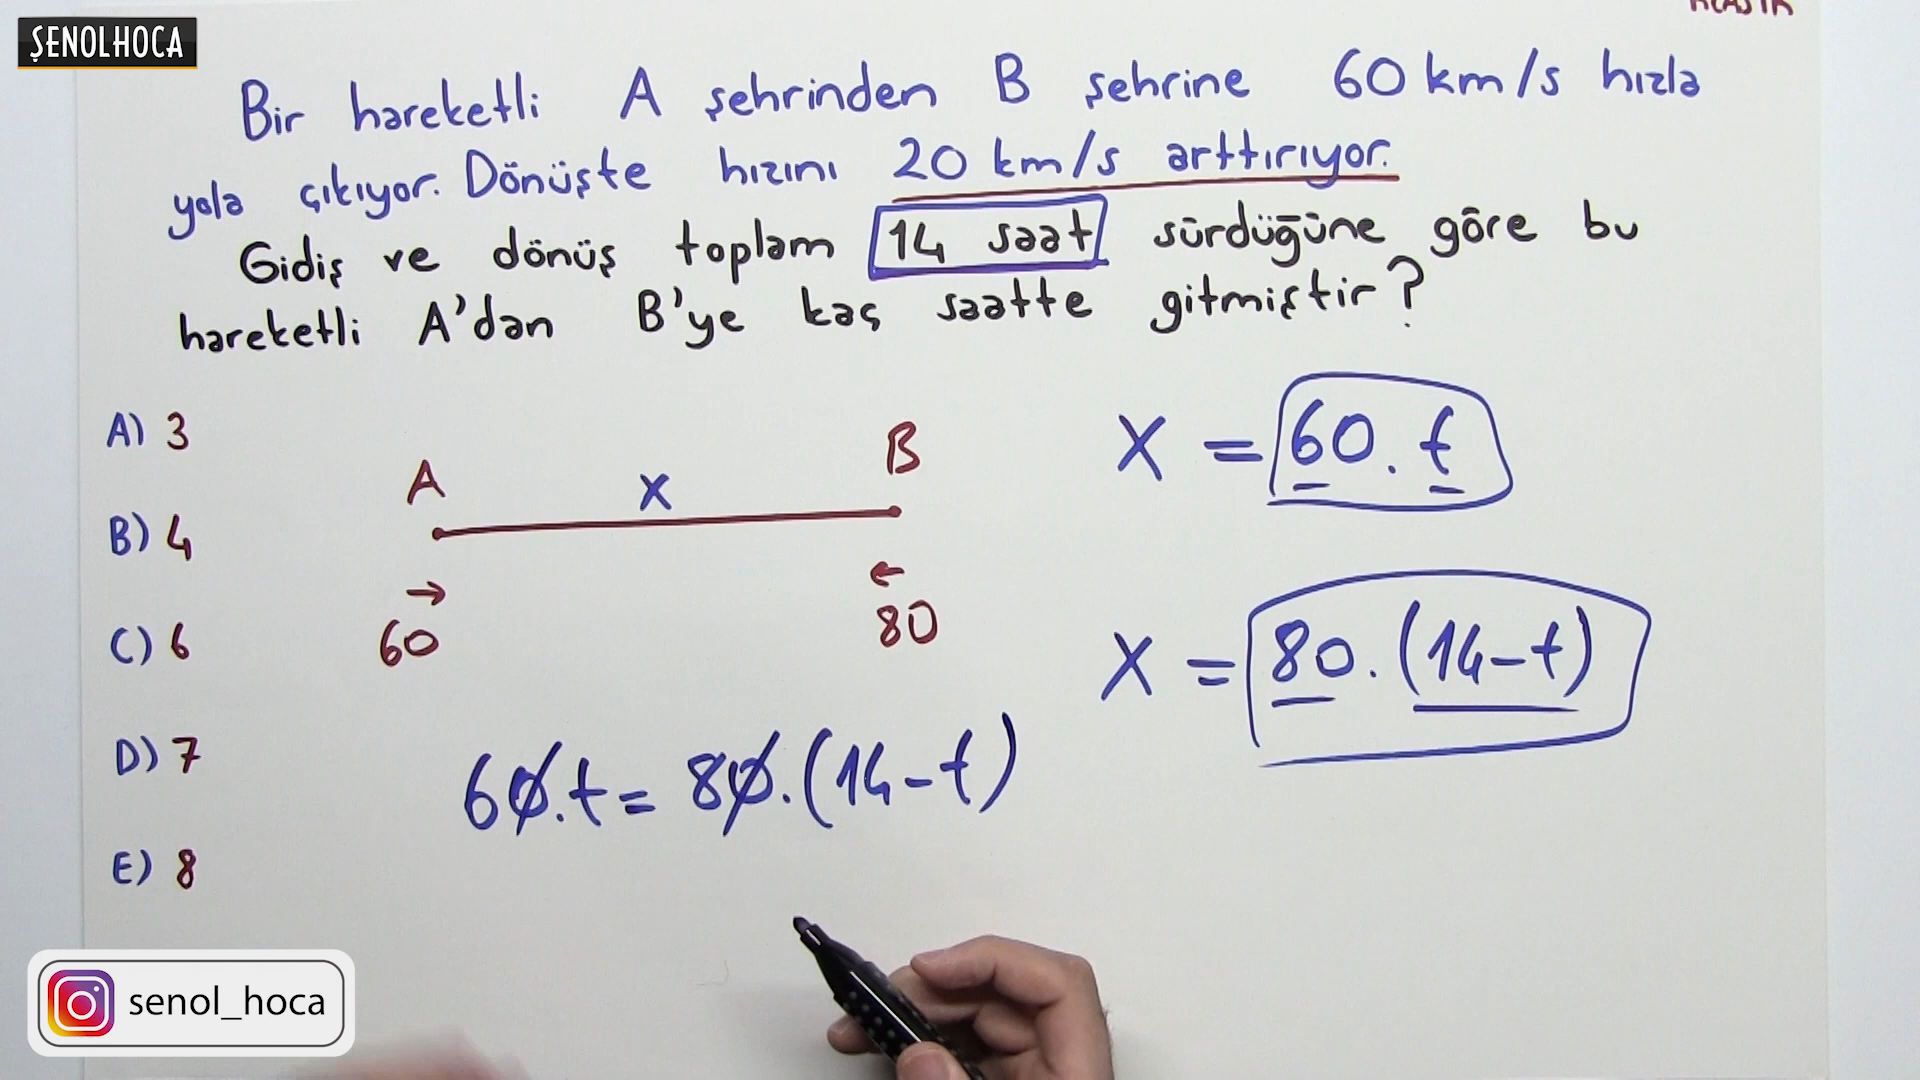 ŞENOLHOCA
Bir hareketli A şehrinden B şehrine 60 km/s hızla
yola çıkıyor. Dönüşte hızını 20 km/s arttırıyor.
Gidiş ve dönüş toplam 14 saat sürdüğüne göre bu
hareketli A'dan B'ye kaç saatte gitmiştir?
A) 3
B) 4
C) 6
D) 7
E) 8
A x B
→ ←
60 80
X = 60.t
X = 80.(14-t)
60.t = 80.(14-t)
senol_hoca